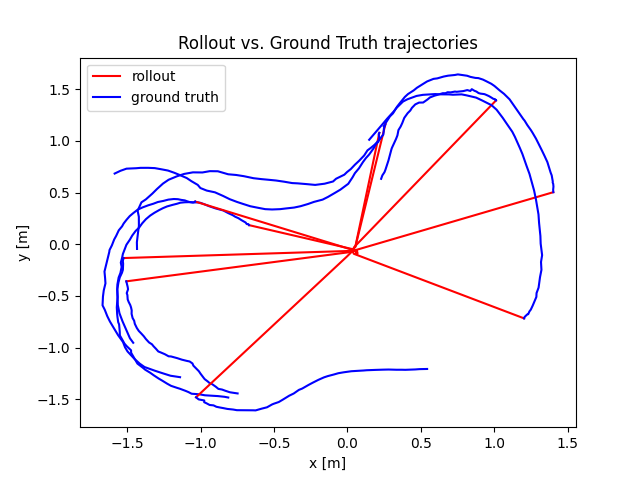 Rollout vs. Ground Truth trajectories
rollout
ground truth
y [m]
1.5
1.0
0.5
0.0
−0.5
−1.0
−1.5
−1.5 −1.0 −0.5 0.0 0.5 1.0 1.5
x [m]